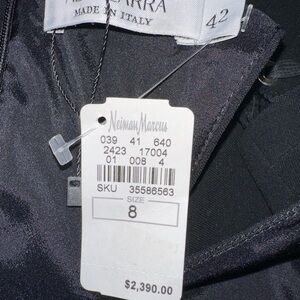 MADE IN ITALY
42
Neiman Marcus
039 41 640
2423 17004
01 008 4
SKU 35586563
SIZE
8
$2,390.00